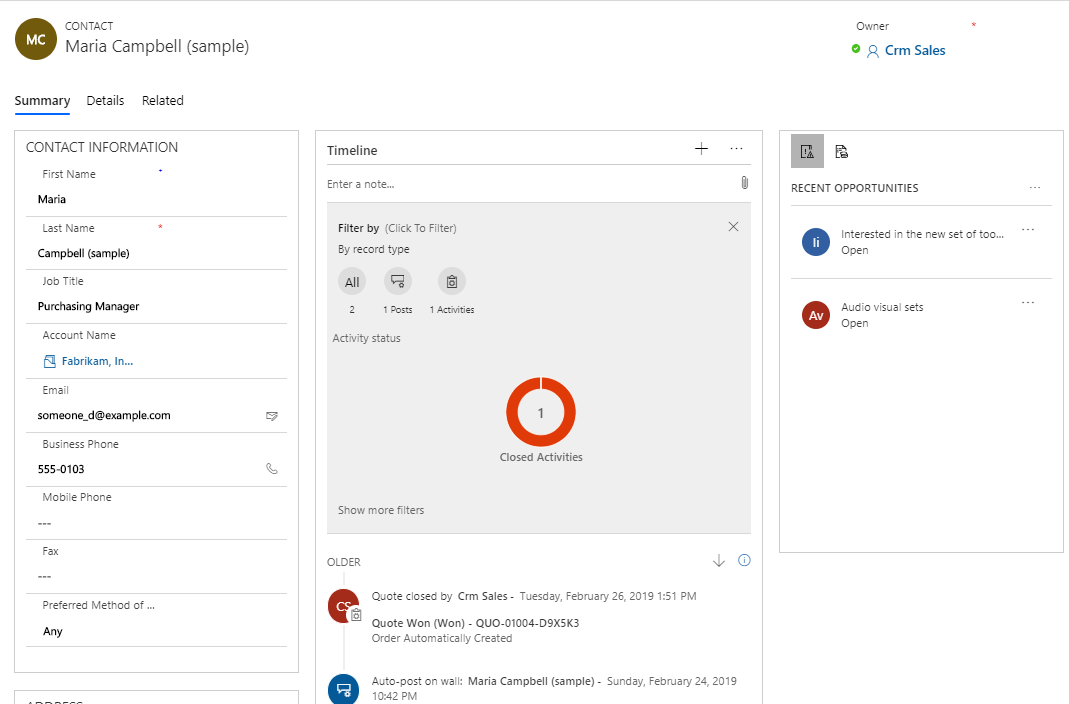 MC
CONTACT
Maria Campbell (sample)
Owner *
Crm Sales
Summary Details Related
CONTACT INFORMATION
First Name
Maria
Last Name *
Campbell (sample)
Job Title
Purchasing Manager
Account Name
Fabrikam, In...
Email
someone_d@example.com
Business Phone
555-0103
Mobile Phone
---
Fax
---
Preferred Method of ...
Any
ADDRESS
Timeline
Enter a note...
Filter by (Click To Filter)
By record type
All
2 1 Posts 1 Activities
Activity status
1
Closed Activities
Show more filters
OLDER
CS
Quote closed by Crm Sales - Tuesday, February 26, 2019 1:51 PM
Quote Won (Won) - QUO-01004-D9X5K3
Order Automatically Created
Auto-post on wall: Maria Campbell (sample) - Sunday, February 24, 2019
10:42 PM
RECENT OPPORTUNITIES
Ii
Interested in the new set of too...
Open
Av
Audio visual sets
Open